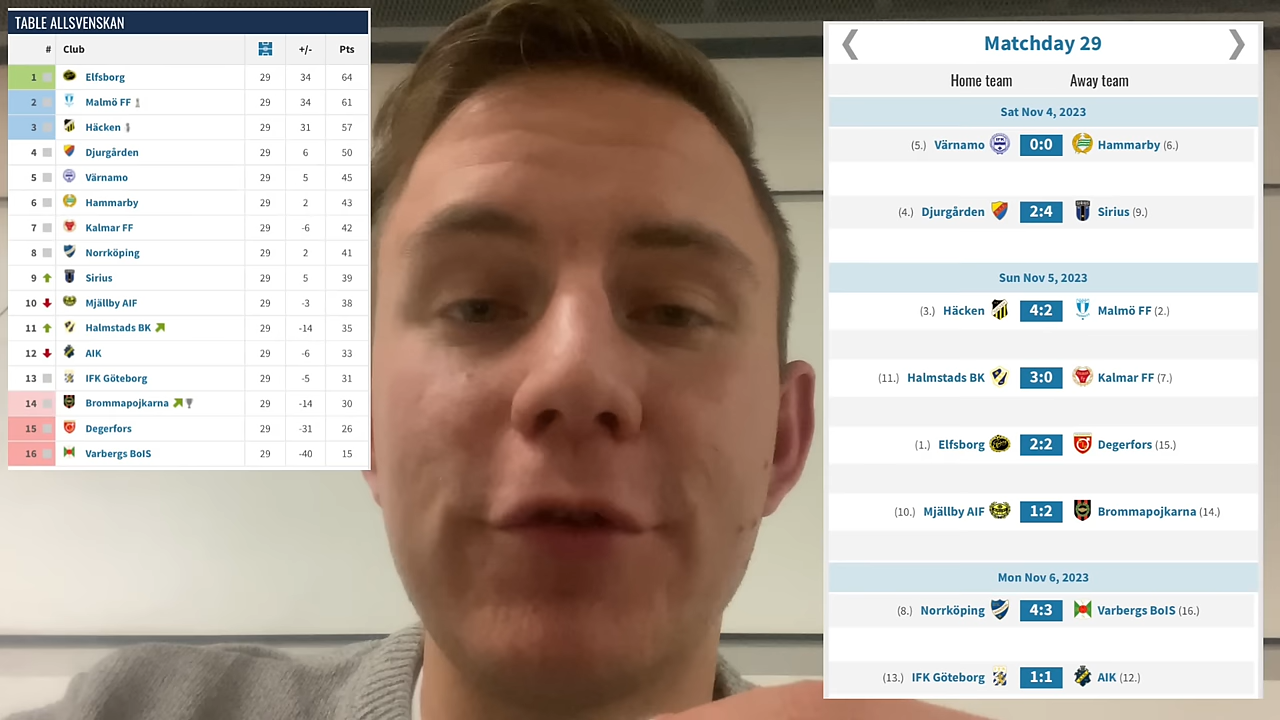 TABLE ALLSVENSKAN
# Club +/- Pts
1 Elfsborg 29 34 64
2 Malmö FF 29 34 61
3 Häcken 29 31 57
4 Djurgården 29 6 50
5 Värnamo 29 5 45
6 Hammarby 29 2 43
7 Kalmar FF 29 -6 42
8 Norrköping 29 2 41
9 Sirius 29 5 39
10 Mjällby AIF 29 -3 38
11 Halmstads BK 29 -14 35
12 AIK 29 -6 33
13 IFK Göteborg 29 -5 31
14 Brommapojkarna 29 -14 30
15 Degerfors 29 -31 26
16 Varbergs BoIS 29 -40 15
Matchday 29
Home team Away team
Sat Nov 4, 2023
(5.) Värnamo 0:0 Hammarby (6.)
(4.) Djurgården 2:4 Sirius (9.)
Sun Nov 5, 2023
(3.) Häcken 4:2 Malmö FF (2.)
(11.) Halmstads BK 3:0 Kalmar FF (7.)
(1.) Elfsborg 2:2 Degerfors (15.)
(10.) Mjällby AIF 1:2 Brommapojkarna (14.)
Mon Nov 6, 2023
(8.) Norrköping 4:3 Varbergs BoIS (16.)
(13.) IFK Göteborg 1:1 AIK (12.)